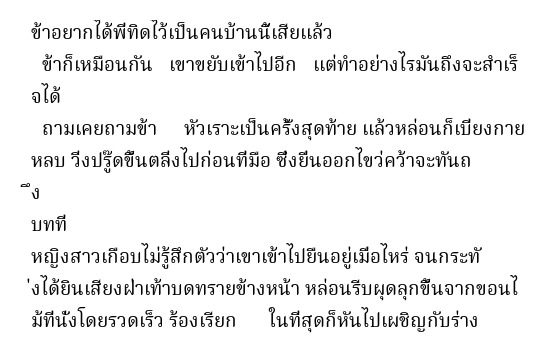 ข้าอยากได้พี่ทิดไว้เป็นคนบ้านนี้เสียแล้ว
ข้าก็เหมือนกัน เขาขยับเข้าไปอีก แต่ทำอย่างไรมันถึงจะสำเร็
จได้
ถามเคยถามข้า หัวเราะเป็นครั้งสุดท้าย แล้วหล่อนก็เบี่ยงกาย
หลบ วิ่งปรู๊ดขึ้นตลิ่งไปก่อนที่มือ ซึ่งยื่นออกไขว่คว้าจะทันถ
ึง
บทที่
หญิงสาวเกือบไม่รู้สึกตัวว่าเขาเข้าไปยืนอยู่เมื่อไหร่ จนกระทั
่งได้ยินเสียงฝ่าเท้าบดทรายข้างหน้า หล่อนรีบผุดลุกขึ้นจากขอนไ
ม้ที่นั่งโดยรวดเร็ว ร้องเรียก ในที่สุดก็หันไปเผชิญกับร่าง